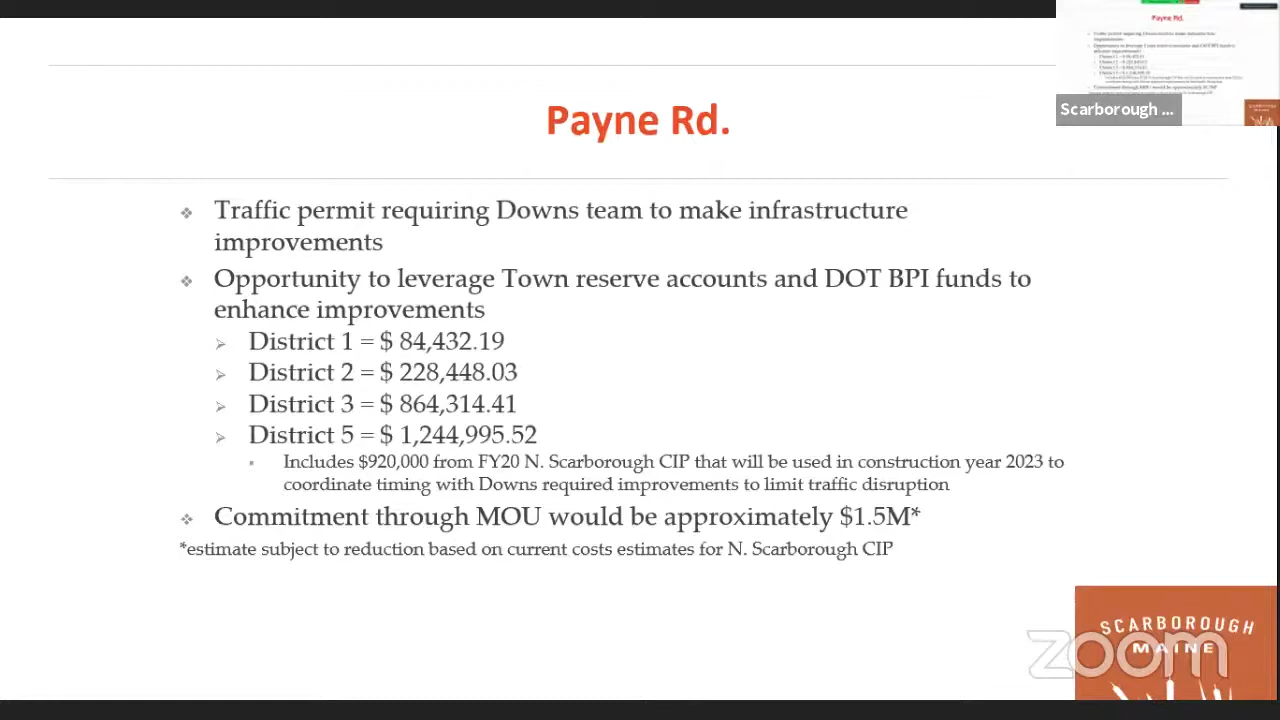 Payne Rd.
Traffic permit requiring Downs team to make infrastructure
improvements
Opportunity to leverage Town reserve accounts and DOT BPI funds to
enhance improvements
District 1 = $ 84,432.19
District 2 = $ 228,448.03
District 3 = $ 864,314.41
District 5 = $ 1,244,995.52
Includes $920,000 from FY20 N. Scarborough CIP that will be used in construction year 2023 to
coordinate timing with Downs required improvements to limit traffic disruption
Commitment through MOU would be approximately $1.5M*
*estimate subject to reduction based on current costs estimates for N. Scarborough CIP
Payne Rd.
Scarborough ...
SCARBOROUGH
MAINE
zoom